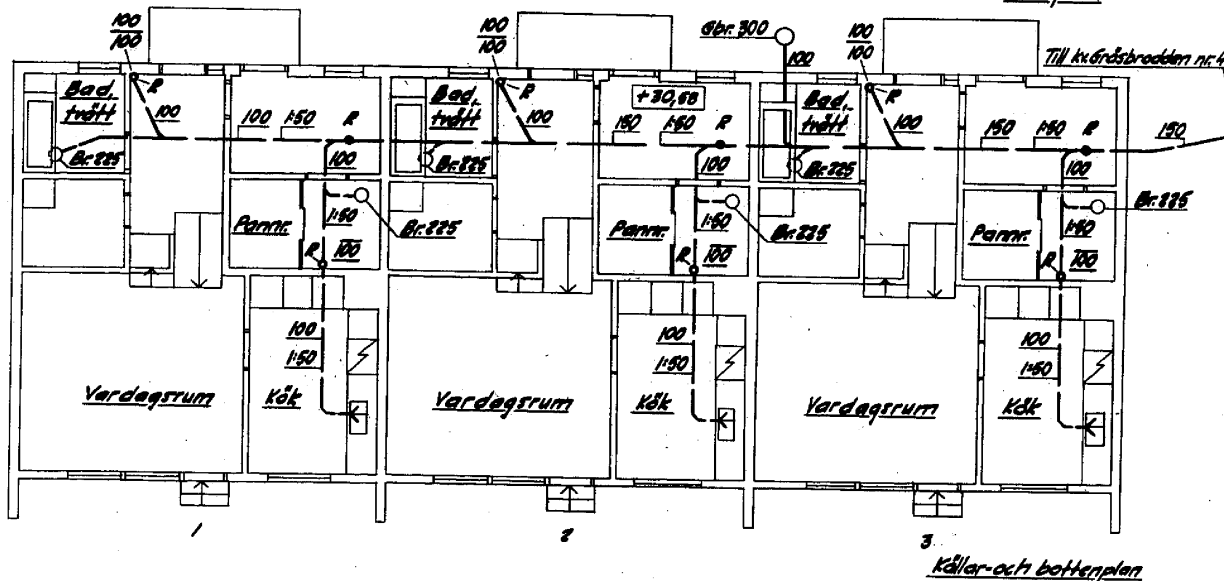 100
100
R
Bad,
tvätt
100
100
1:50
R
Br.225
100
1:50
Br.225
Pannr.
R
100
100
1:50
Vardagsrum
Kök
1
100
100
R
Bad,
tvätt
100
+30,68
150
1:50
R
Br.225
100
1:50
Br.225
Pannr.
R
100
100
1:50
Vardagsrum
Kök
2
Gbr.300
100
100
100
R
Bad,
tvätt
100
Till kv.Gräsbrodden nr.4
150
1:50
R
150
Br.225
100
1:50
Br.225
Pannr.
R
100
100
1:50
Vardagsrum
Kök
3
Källar-och bottenplan